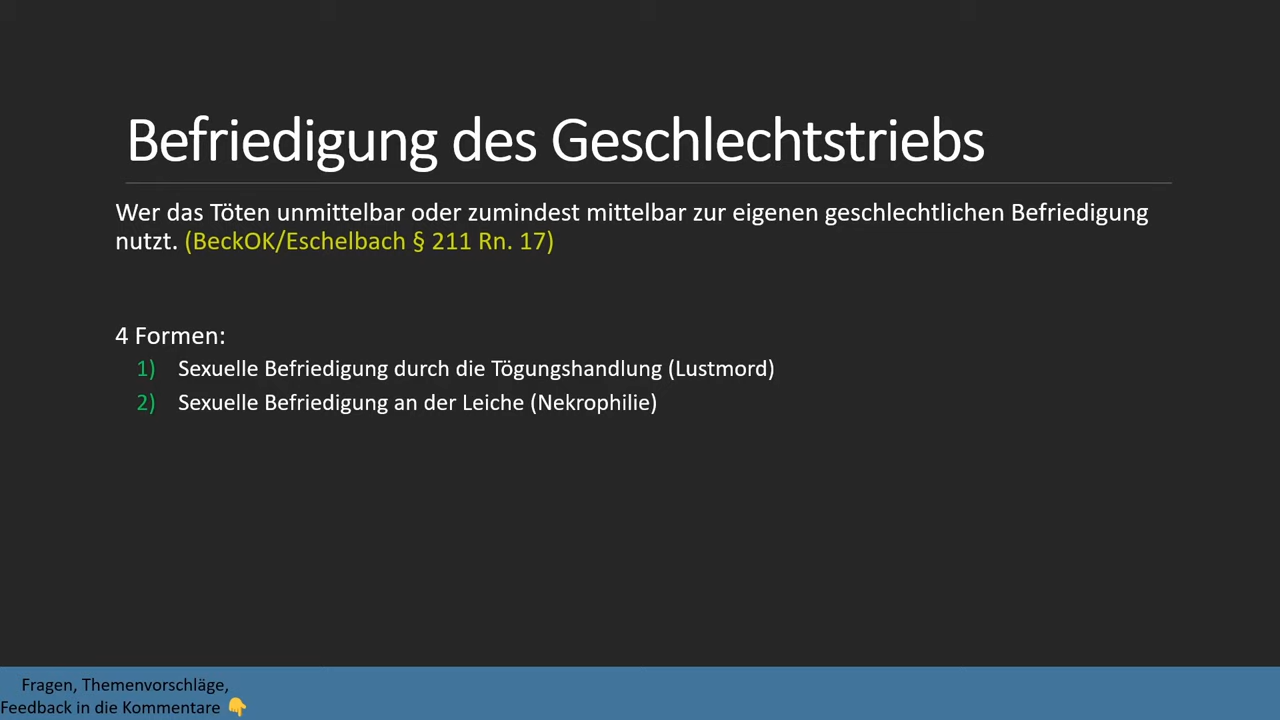 Befriedigung des Geschlechtstriebs
Wer das Töten unmittelbar oder zumindest mittelbar zur eigenen geschlechtlichen Befriedigung
nutzt. (BeckOK/Eschelbach § 211 Rn. 17)
4 Formen:
1) Sexuelle Befriedigung durch die Tögungshandlung (Lustmord)
2) Sexuelle Befriedigung an der Leiche (Nekrophilie)
Fragen, Themenvorschläge,
Feedback in die Kommentare 👇